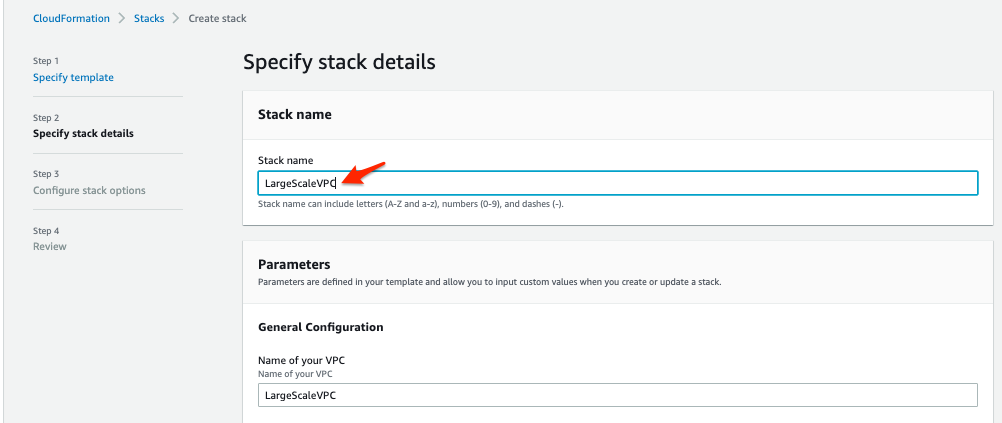 CloudFormation > Stacks > Create stack
Step 1
Specify template
Step 2
Specify stack details
Step 3
Configure stack options
Step 4
Review
Specify stack details
Stack name
Stack name
LargeScaleVPC
Stack name can include letters (A-Z and a-z), numbers (0-9), and dashes (-).
Parameters
Parameters are defined in your template and allow you to input custom values when you create or update a stack.
General Configuration
Name of your VPC
Name of your VPC
LargeScaleVPC